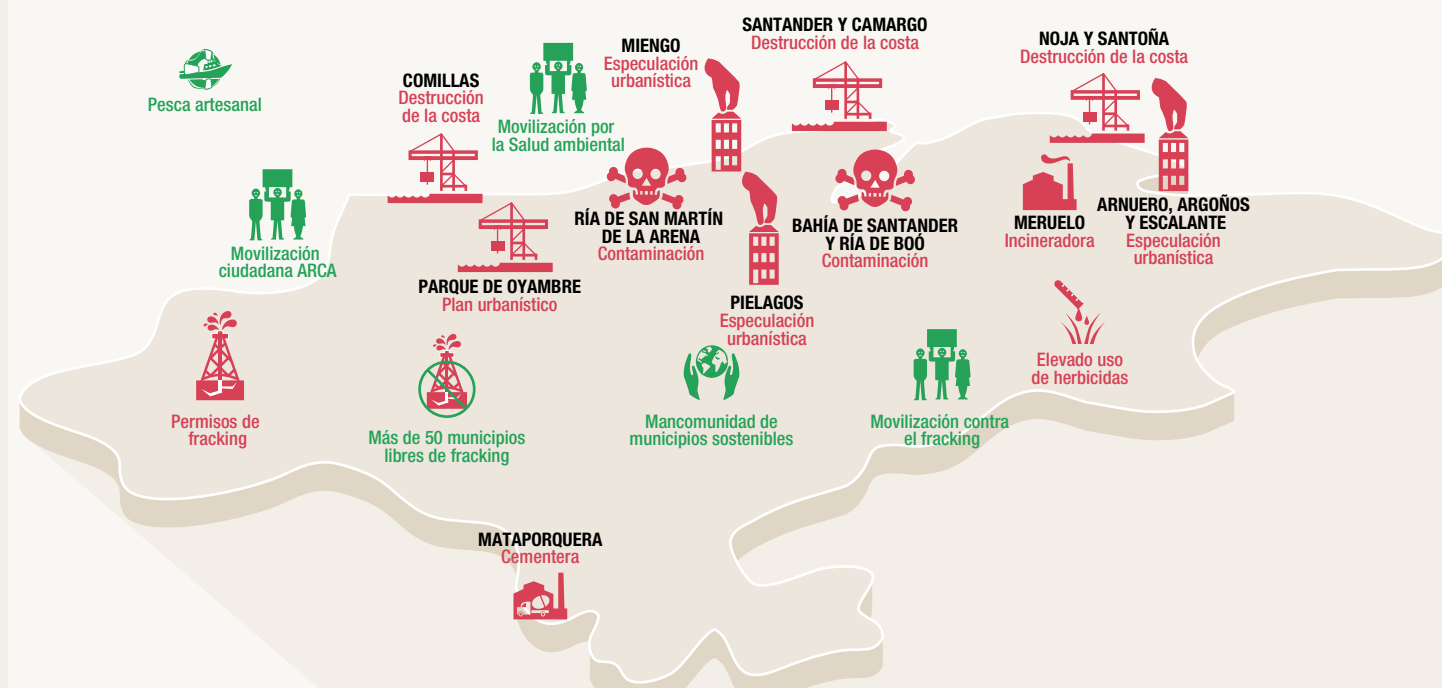 SANTANDER Y CAMARGO
Destrucción de la costa
MIENGO
Especulación
urbanística
NOJA Y SANTOÑA
Destrucción de la costa
COMILLAS
Destrucción
de la costa
Pesca artesanal
Movilización por
la Salud ambiental
RÍA DE SAN MARTÍN
DE LA ARENA
Contaminación
BAHÍA DE SANTANDER
Y RÍA DE BOÓ
Contaminación
MERUELO
Incineradora
ARNUERO, ARGOÑOS
Y ESCALANTE
Especulación
urbanística
Movilización
ciudadana ARCA
PARQUE DE OYAMBRE
Plan urbanístico
PIELAGOS
Especulación
urbanística
Elevado uso
de herbicidas
Permisos de
fracking
Más de 50 municipios
libres de fracking
Mancomunidad de
municipios sostenibles
Movilización contra
el fracking
MATAPORQUERA
Cementera